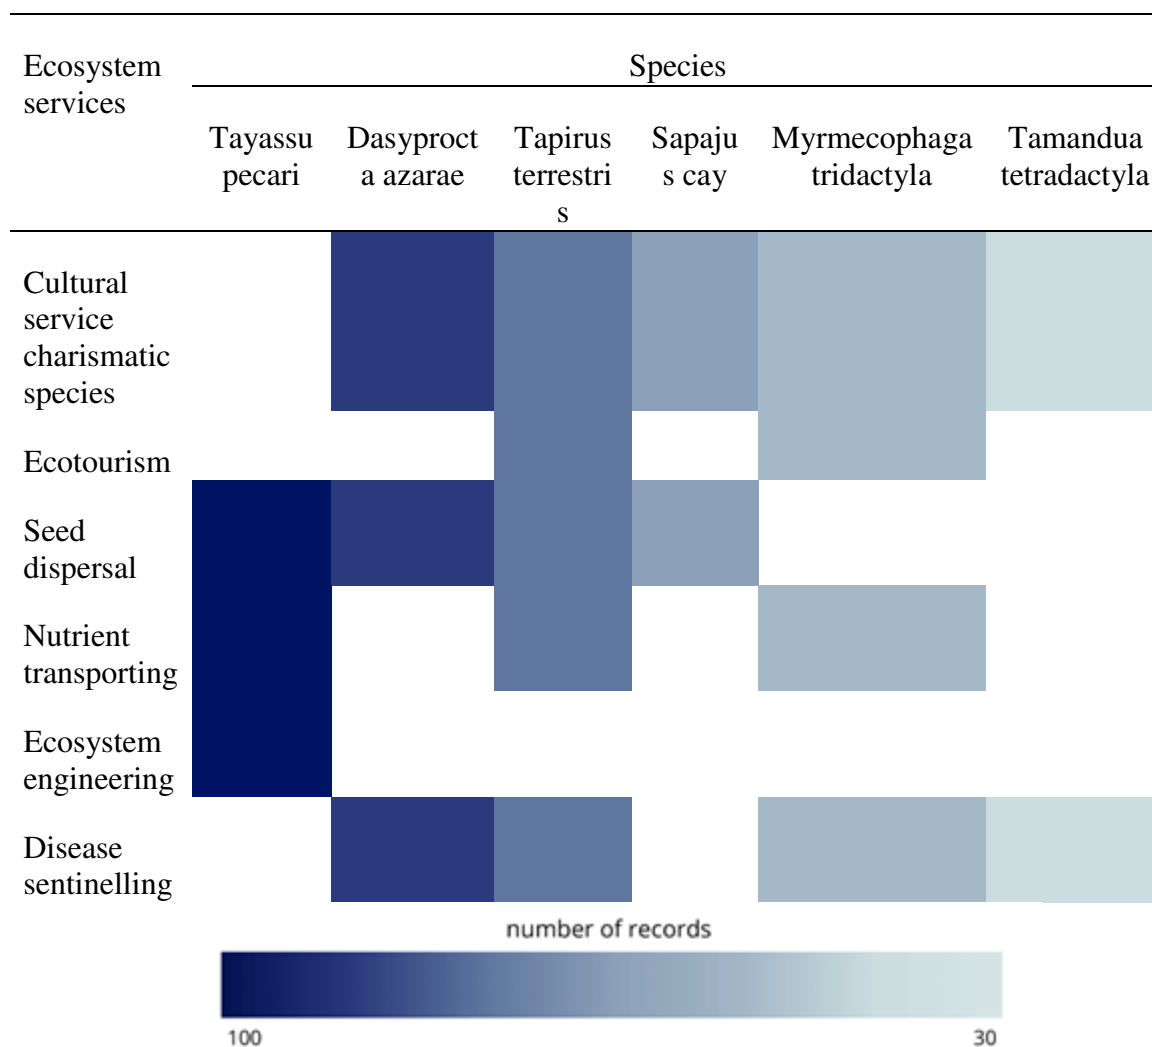 Ecosystem
services
Species
Tayassu
pecari
Dasyproct
a azarae
Tapirus
terrestri
s
Sapaju
s cay
Myrmecophaga
tridactyla
Tamandua
tetradactyla
Cultural
service
charismatic
species
Ecotourism
Seed
dispersal
Nutrient
transporting
Ecosystem
engineering
Disease
sentinelling
number of records
100
30